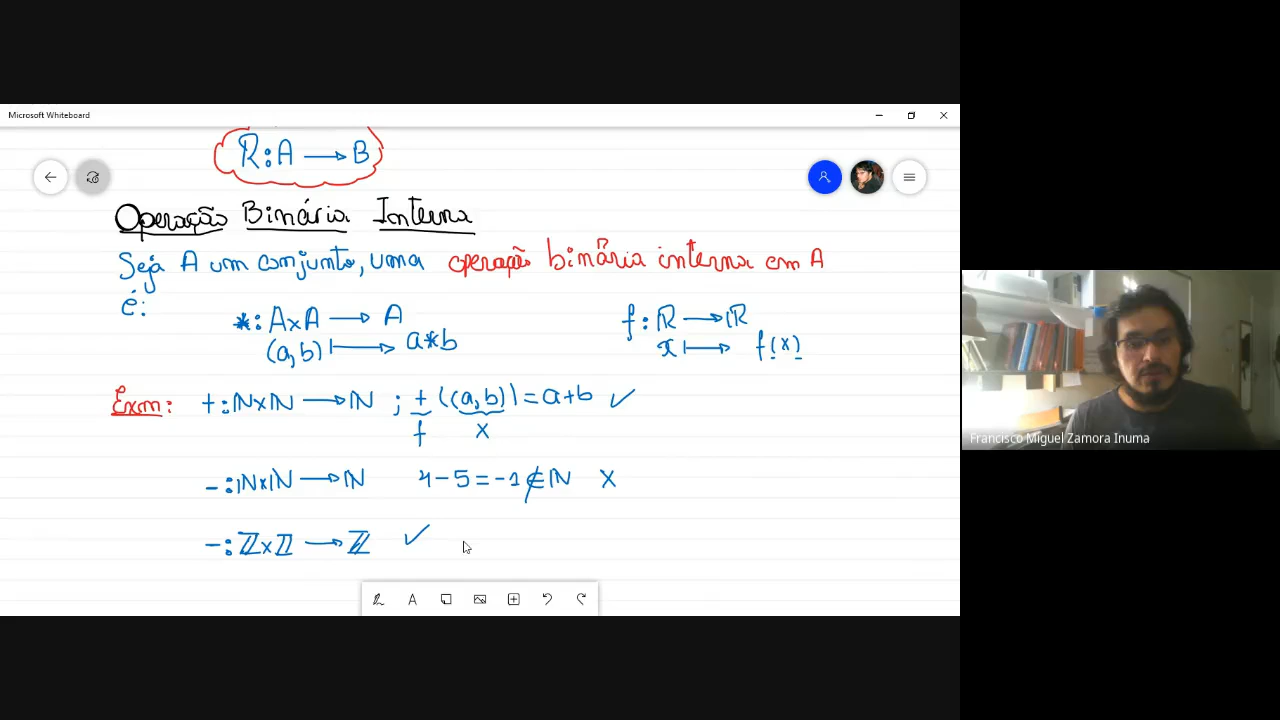 Microsoft Whiteboard
R:A → B
Operação Binária Interna
Seja A um conjunto, uma operação binária interna em A
é:
*: A×A → A
(a,b) ↦ a*b
f: ℝ → ℝ
x ↦ f(x)
Exm: +: ℕ×ℕ → ℕ ; + ((a,b)) = a+b ✓
f x
-: ℕ×ℕ → ℕ 4-5=-1 ∉ ℕ X
-: ℤ×ℤ → ℤ ✓
A
Francisco Miguel Zamora Inuma